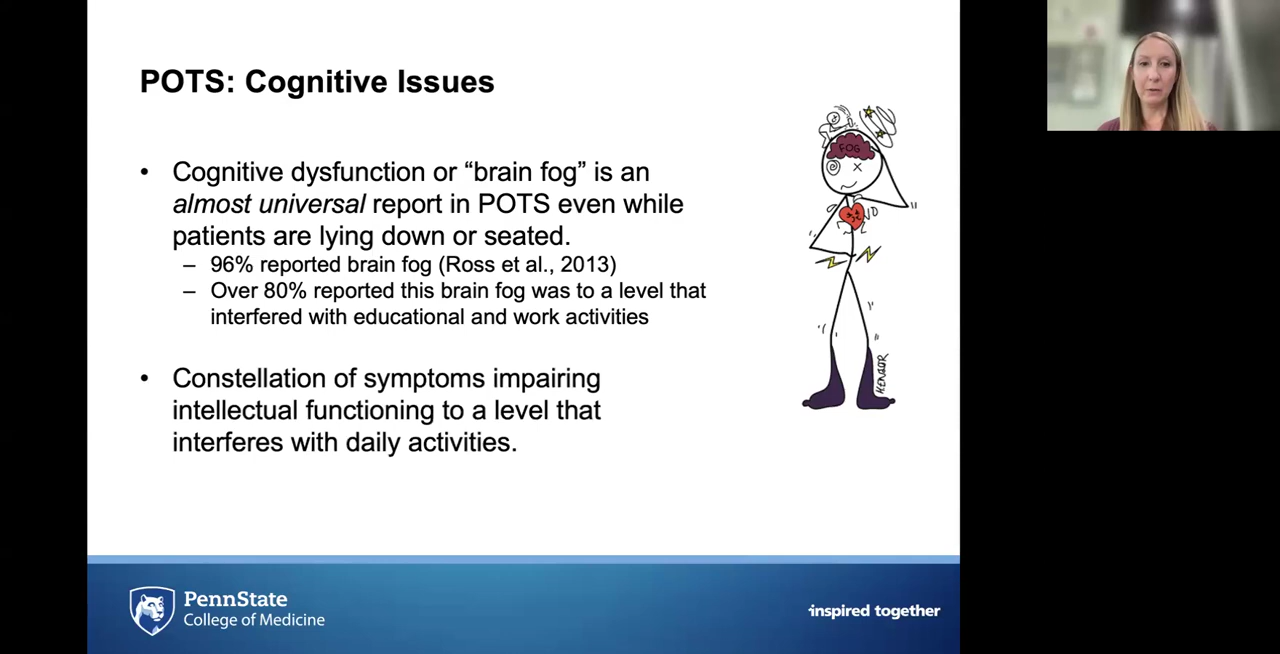 POTS: Cognitive Issues
• Cognitive dysfunction or “brain fog” is an
almost universal report in POTS even while
patients are lying down or seated.
– 96% reported brain fog (Ross et al., 2013)
– Over 80% reported this brain fog was to a level that
interfered with educational and work activities
• Constellation of symptoms impairing
intellectual functioning to a level that
interferes with daily activities.
FOG
PennState
College of Medicine
inspired together